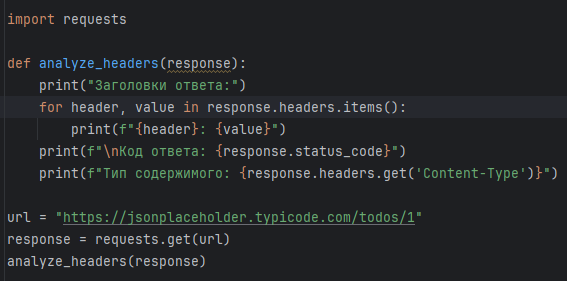 import requests
def analyze_headers(response):
    print("Заголовки ответа:")
    for header, value in response.headers.items():
        print(f"{header}: {value}")
    print(f"\nКод ответа: {response.status_code}")
    print(f"Тип содержимого: {response.headers.get('Content-Type')}")
url = "https://jsonplaceholder.typicode.com/todos/1"
response = requests.get(url)
analyze_headers(response)